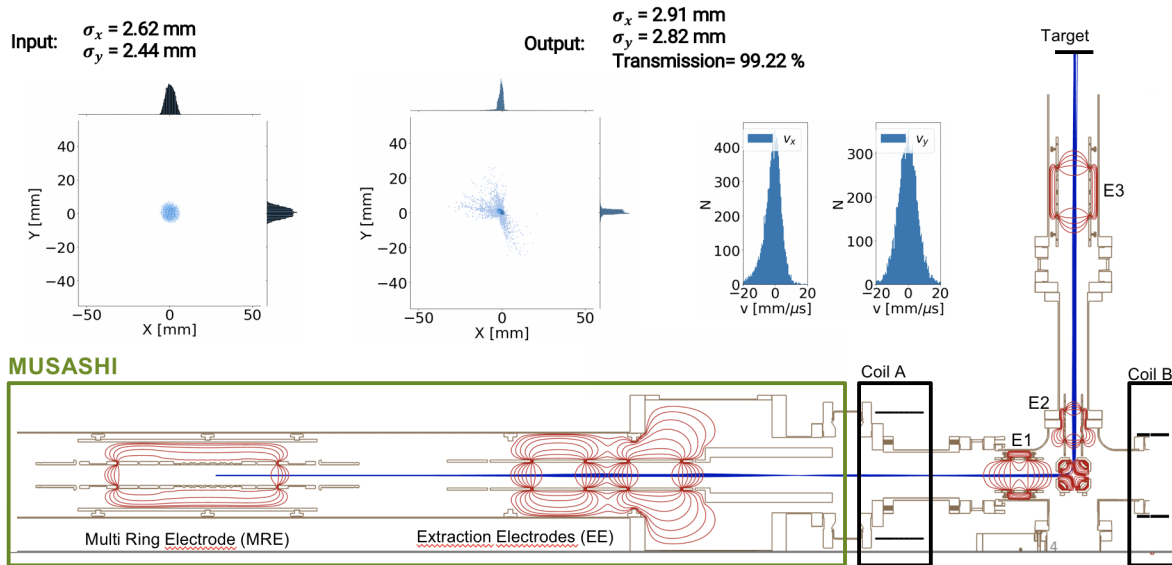 Input:
σx = 2.62 mm
σy = 2.44 mm
Output:
σx = 2.91 mm
σy = 2.82 mm
Transmission= 99.22 %
Target
40
20
0
−20
−40
Y [mm]
−50
0
50
X [mm]
40
20
0
−20
−40
Y [mm]
−50
0
50
X [mm]
vx
400
300
200
100
0
N
−20
0
20
v [mm/μs]
vy
300
200
100
0
N
−20
0
20
v [mm/μs]
E3
MUSASHI
Coil A
Coil B
E2
E1
Multi Ring Electrode (MRE)
Extraction Electrodes (EE)
4